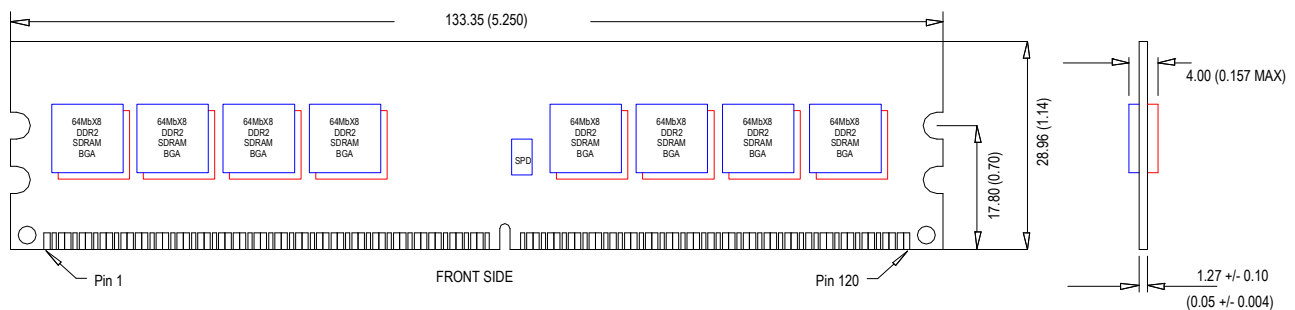 133.35 (5.250)
4.00 (0.157 MAX)
28.96 (1.14)
17.80 (0.70)
64MbX8
DDR2
SDRAM
BGA
64MbX8
DDR2
SDRAM
BGA
64MbX8
DDR2
SDRAM
BGA
64MbX8
DDR2
SDRAM
BGA
SPD
64MbX8
DDR2
SDRAM
BGA
64MbX8
DDR2
SDRAM
BGA
64MbX8
DDR2
SDRAM
BGA
64MbX8
DDR2
SDRAM
BGA
Pin 1
FRONT SIDE
Pin 120
1.27 +/- 0.10
(0.05 +/- 0.004)